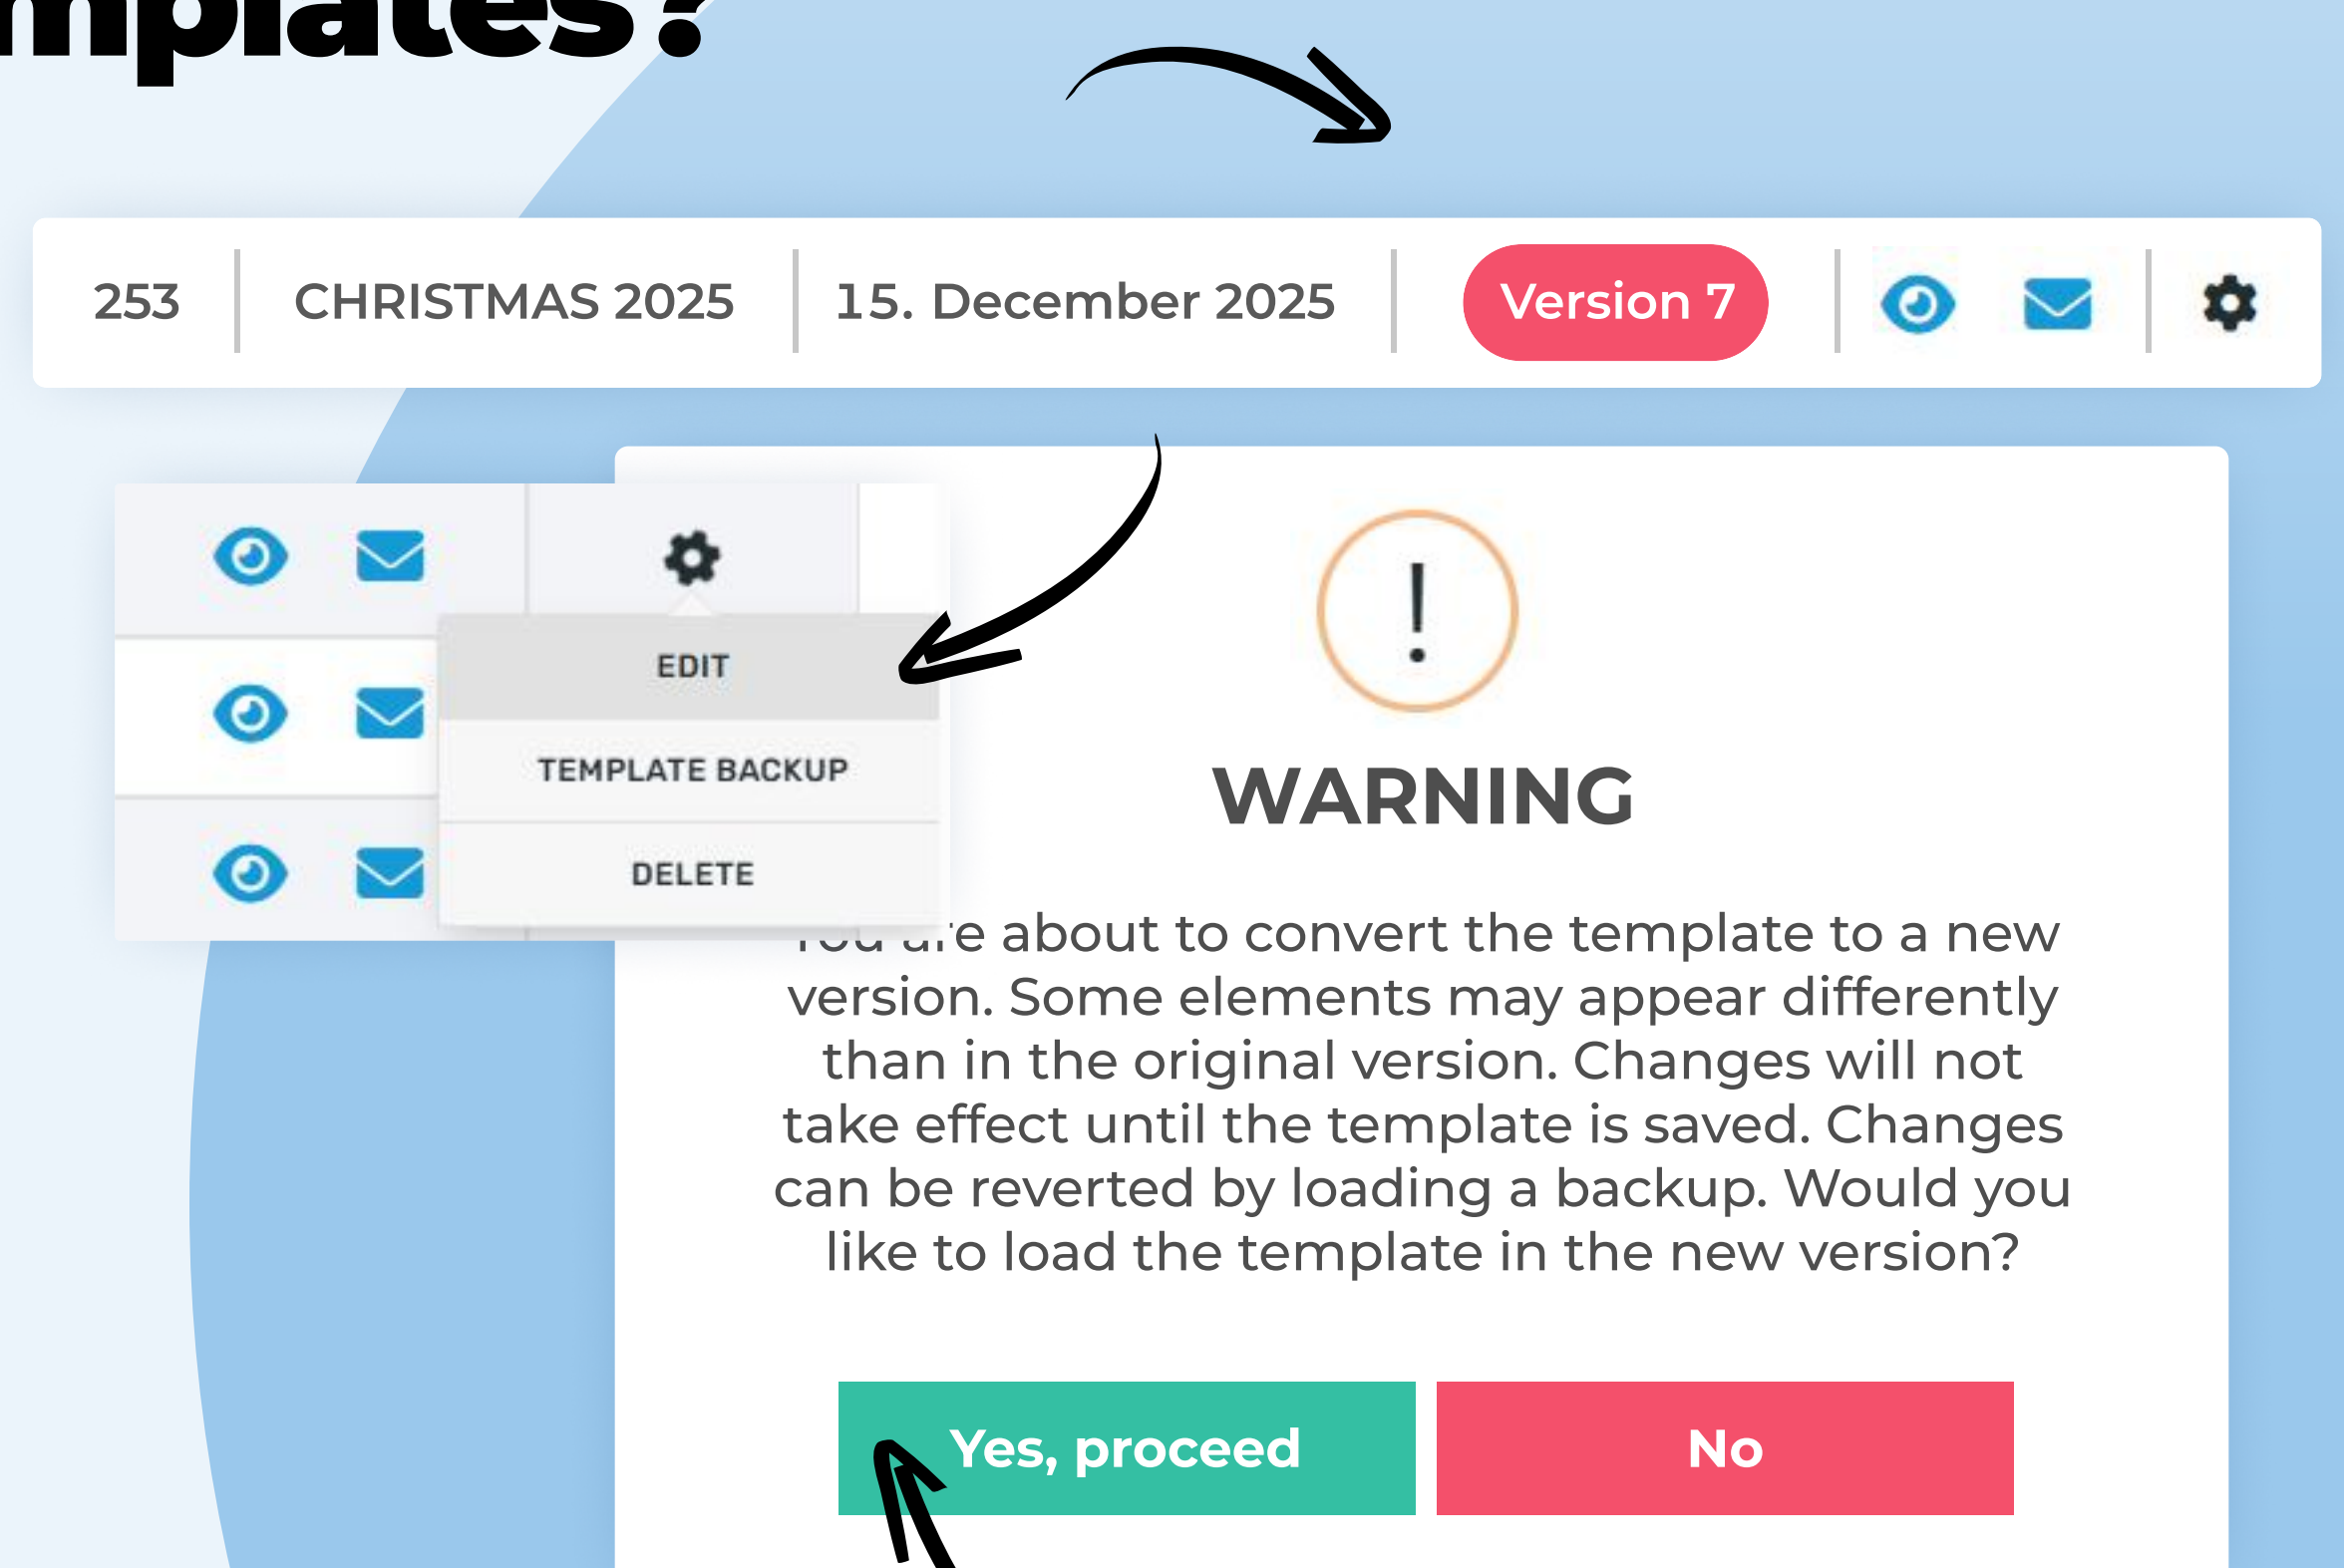 mplates?
253
CHRISTMAS 2025
15. December 2025
Version 7
EDIT
TEMPLATE BACKUP
DELETE
!
WARNING
You are about to convert the template to a new
version. Some elements may appear differently
than in the original version. Changes will not
take effect until the template is saved. Changes
can be reverted by loading a backup. Would you
like to load the template in the new version?
Yes, proceed
No